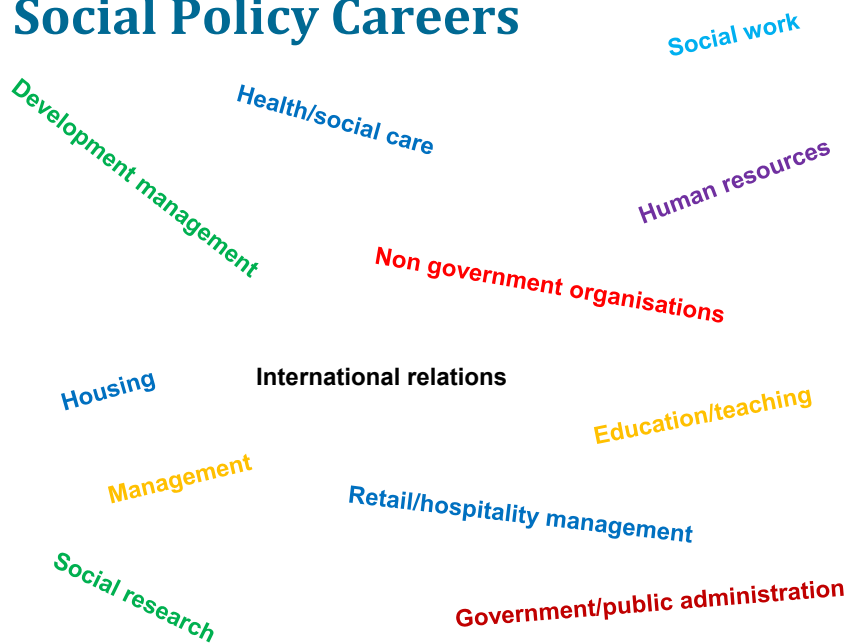 Social Policy Careers
Social work
Health/social care
Development management
Human resources
Non government organisations
International relations
Housing
Education/teaching
Management
Retail/hospitality management
Social research
Government/public administration